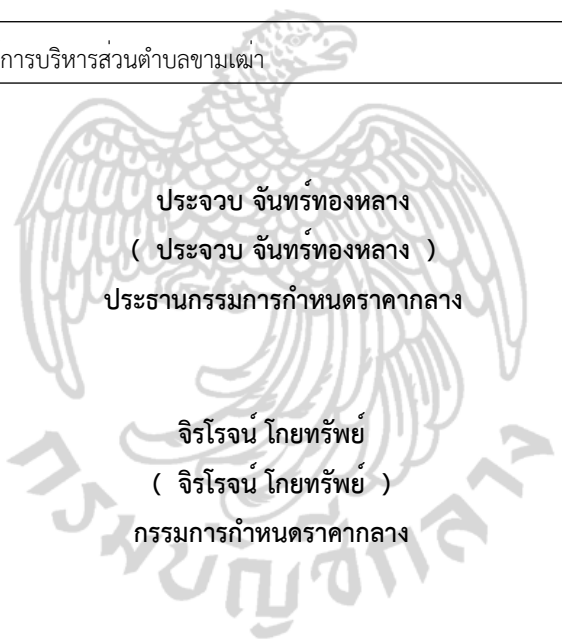 การบริหารส่วนตำบลขามเฒ่า
ประจวบ จันทร์ทองหลาง
( ประจวบ จันทร์ทองหลาง )
ประธานกรรมการกำหนดราคากลาง
จิรโรจน์ โกยทรัพย์
( จิรโรจน์ โกยทรัพย์ )
กรรมการกำหนดราคากลาง
กรมบัญชีกลาง